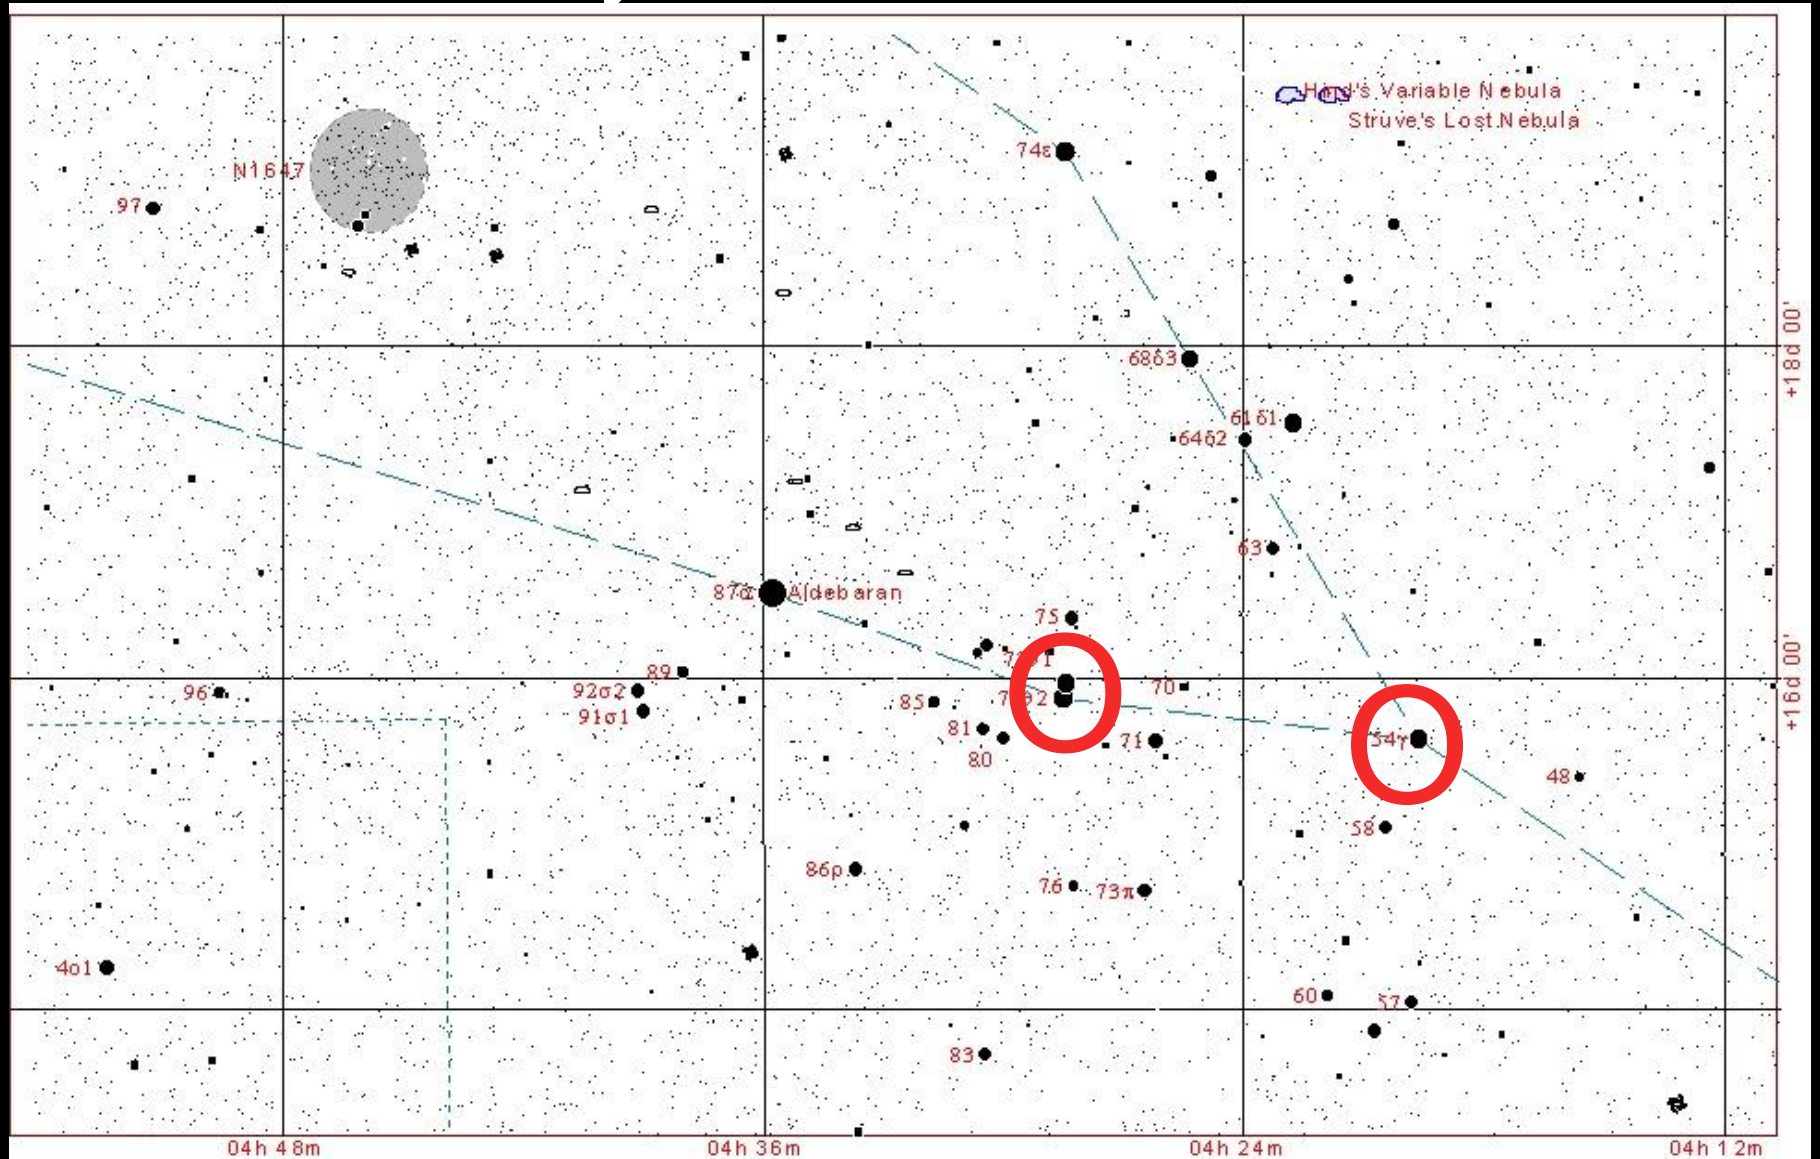 Hind's Variable Nebula
Struve's Lost Nebula
74ε
N1647
97
+18d 00'
68δ3
61δ1
64δ2
63
87α Aldebaran
75
89
92σ2
96
85
70
+16d 00'
91σ1
81
71
54γ
80
48
58
86ρ
76
73π
4ο1
60
57
83
04h 48m
04h 36m
04h 24m
04h 12m